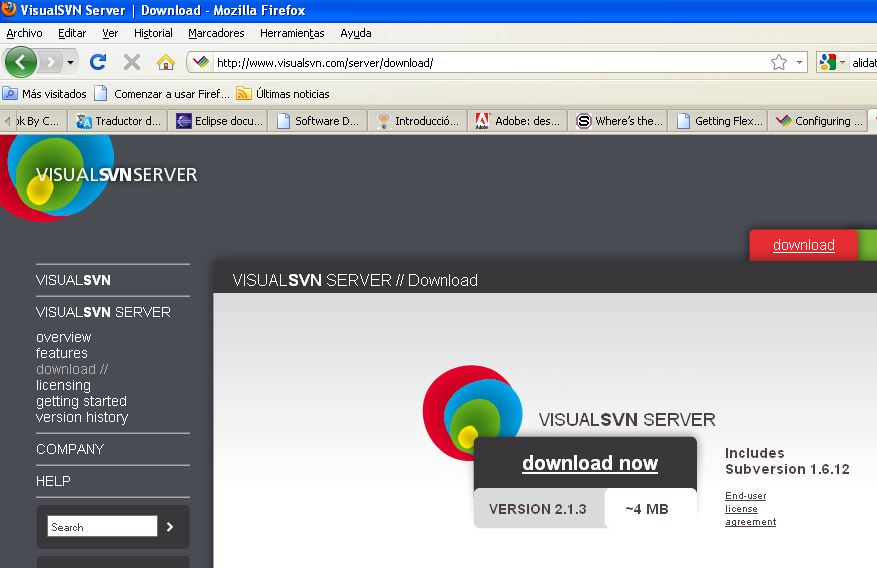 VisualSVN Server | Download - Mozilla Firefox
Archivo Editar Ver Historial Marcadores Herramientas Ayuda
http://www.visualsvn.com/server/download/ alidat
Más visitados Comenzar a usar Firef... Últimas noticias
ok By C... Traductor d... Eclipse docu... Software D... Introducció... Adobe: des... Where's the... Getting Flex... Configuring ...
VISUALSVN SERVER
download
VISUALSVN
VISUALSVN SERVER // Download
VISUALSVN SERVER
overview
features
download //
licensing
getting started
version history
COMPANY
HELP
Search
VISUALSVN SERVER
download now
VERSION 2.1.3 ~4 MB
Includes
Subversion 1.6.12
End-user
license
agreement